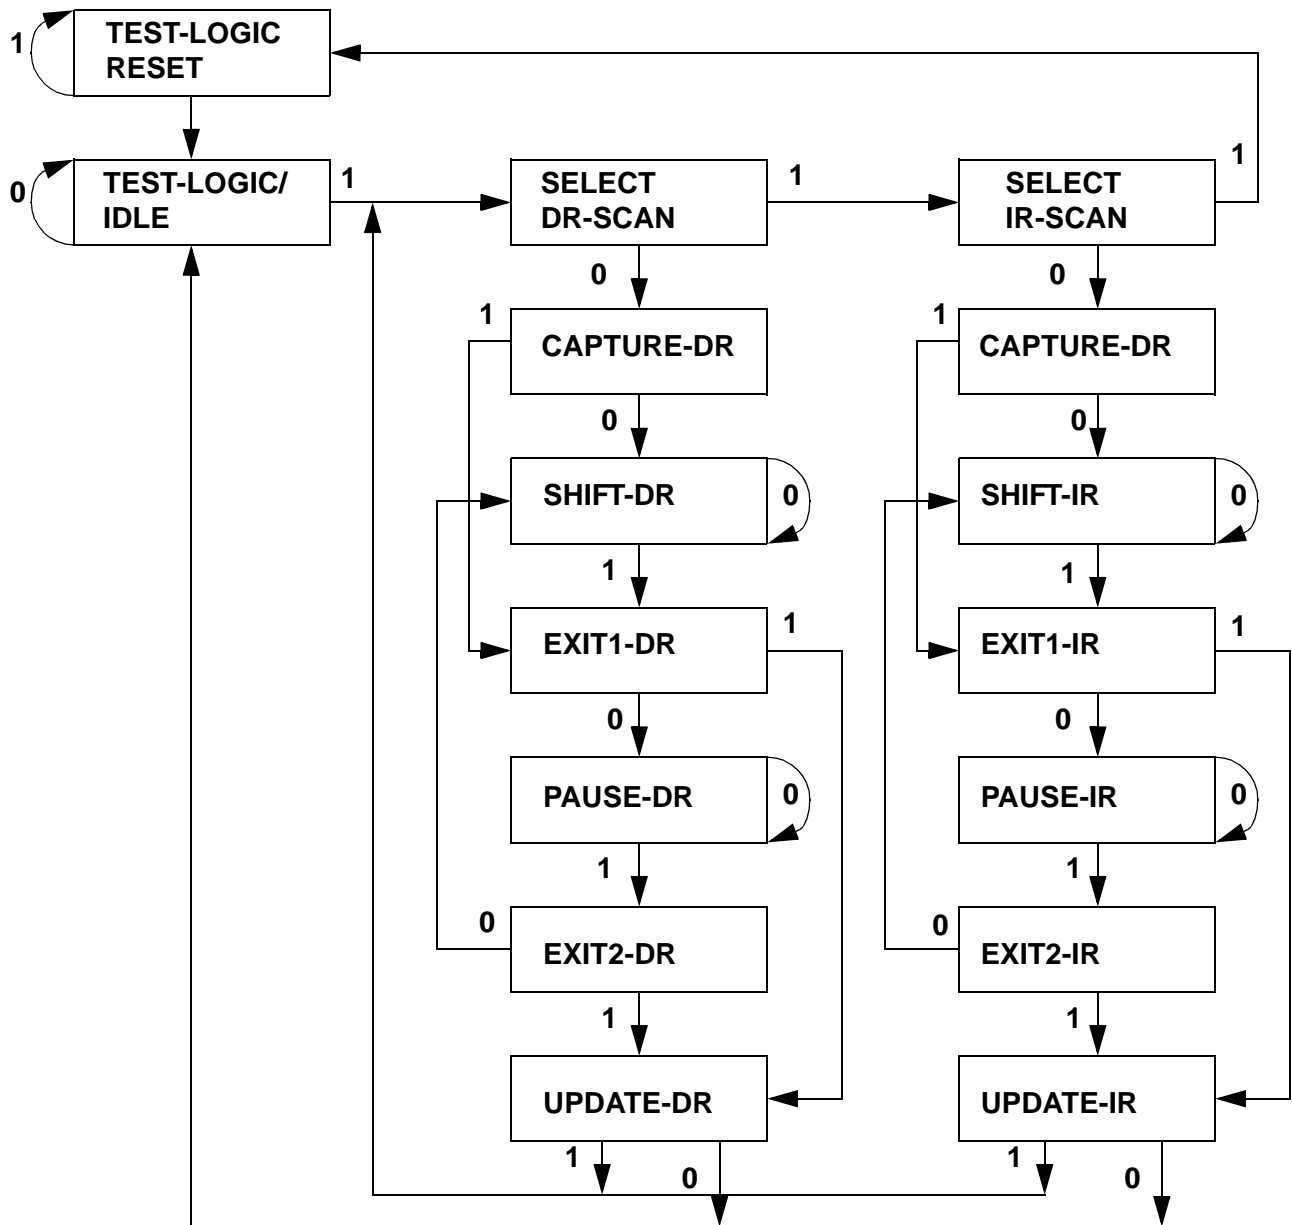 1
TEST-LOGIC
RESET
0
TEST-LOGIC/
IDLE
1
SELECT
DR-SCAN
1
SELECT
IR-SCAN
1
0
0
1
CAPTURE-DR
1
CAPTURE-DR
0
0
SHIFT-DR
0
SHIFT-IR
0
1
1
EXIT1-DR
1
EXIT1-IR
1
0
0
PAUSE-DR
0
PAUSE-IR
0
1
1
0
EXIT2-DR
0
EXIT2-IR
1
1
UPDATE-DR
UPDATE-IR
1
0
1
0